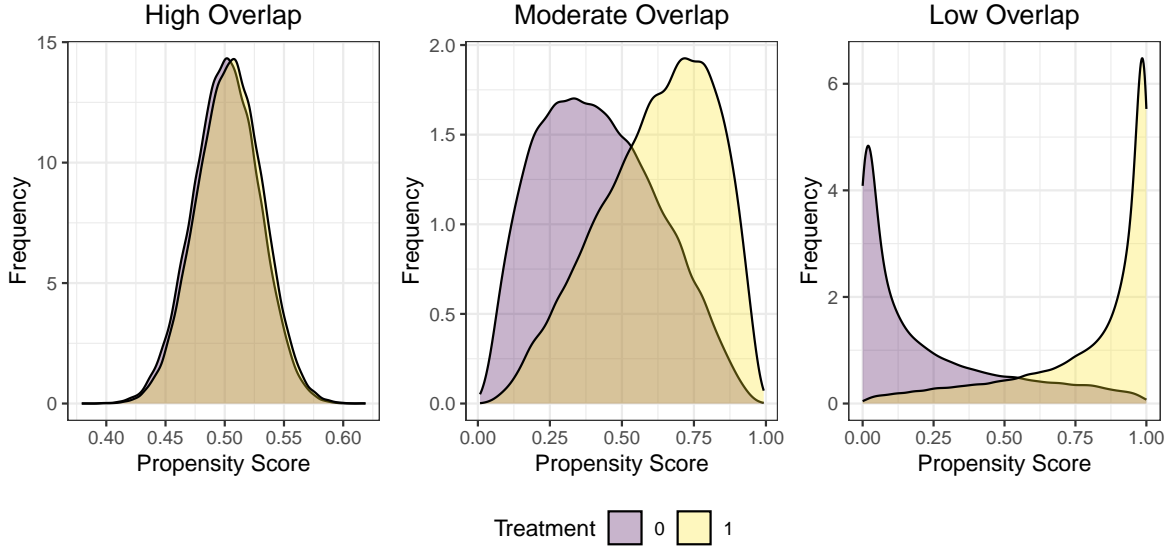 High Overlap
Moderate Overlap
Low Overlap
Frequency
15
10
5
0
0.40 0.45 0.50 0.55 0.60
Propensity Score
Frequency
2.0
1.5
1.0
0.5
0.0
0.00 0.25 0.50 0.75 1.00
Propensity Score
Frequency
6
4
2
0
0.00 0.25 0.50 0.75 1.00
Propensity Score
Treatment 0 1